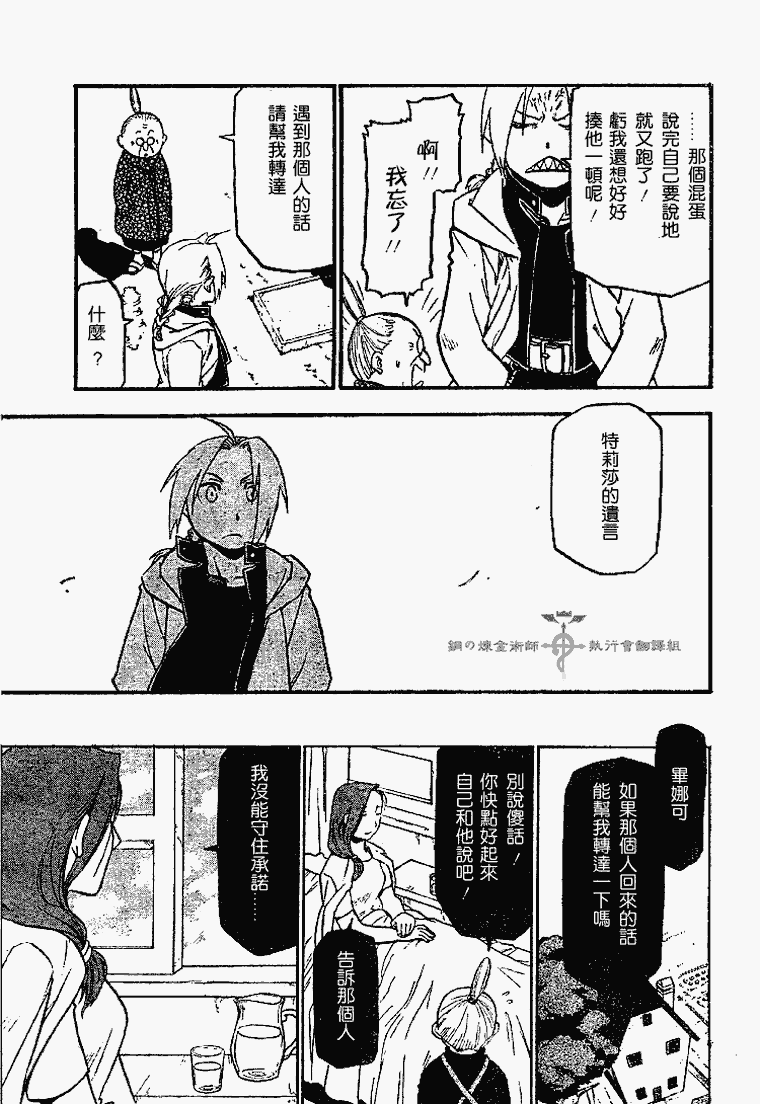 ……那個混蛋
說完自己要說地
就又跑了！
虧我還想好好
揍他一頓呢！
啊!!
我忘了!!
遇到那個人的話
請幫我轉達
什麼？
特莉莎的遺言
鋼の煉金術師 執行會翻譯組
畢娜可
如果那個人回來的話
能幫我轉達一下嗎
別說傻話！
你快點好起來
自己和他說吧！
告訴那個人
我沒能守住承諾……